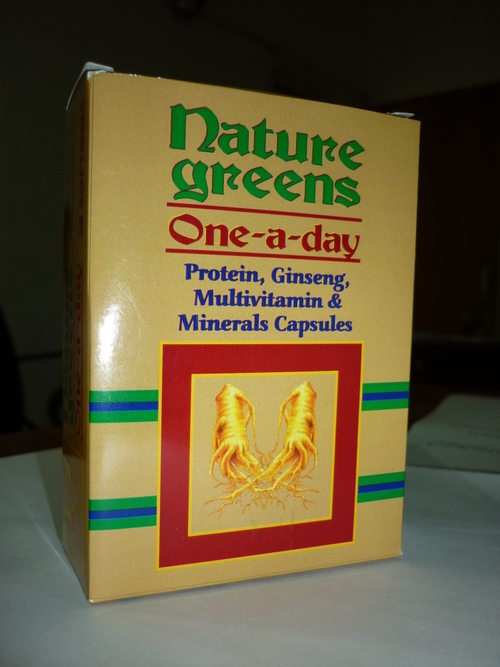 Nature
greens
One-a-day
Protein, Ginseng,
Multivitamin &
Minerals Capsules